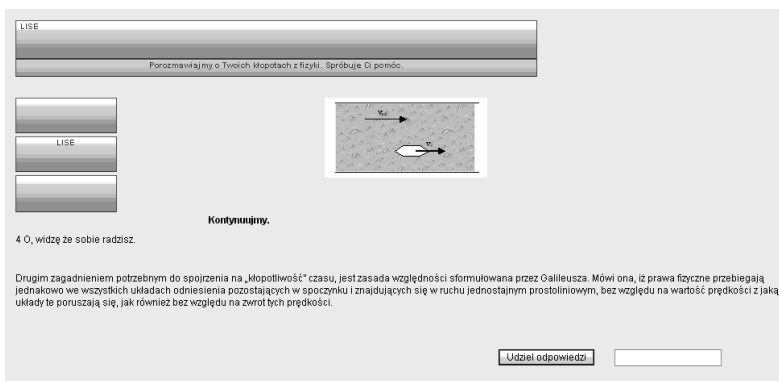 LISE
Porozmawiajmy o Twoich kłopotach z fizyki. Spróbuje Ci pomóc.
LISE
Kontynuujmy.
4 O, widzę że sobie radzisz.
Drugim zagadnieniem potrzebnym do spojrzenia na „kłopotliwość" czasu, jest zasada względności sformułowana przez Galileusza. Mówi ona, iż prawa fizyczne przebiegają
jednakowo we wszystkich układach odniesienia pozostających w spoczynku i znajdujących się w ruchu jednostajnym prostoliniowym, bez względu na wartość prędkości z jaką
układy te poruszają się, jak również bez względu na zwrot tych prędkości.
Udziel odpowiedzi